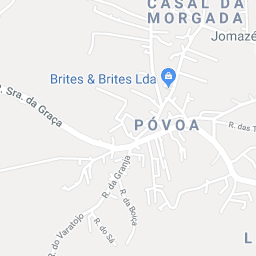 CASAL DA
MORGADA
Jomazé
Brites & Brites Lda
R. Sra. da Graça
PÓVOA
R. das T
R. da Granja
R. da Boiça
R. do Sá
R. do Varatojo
L